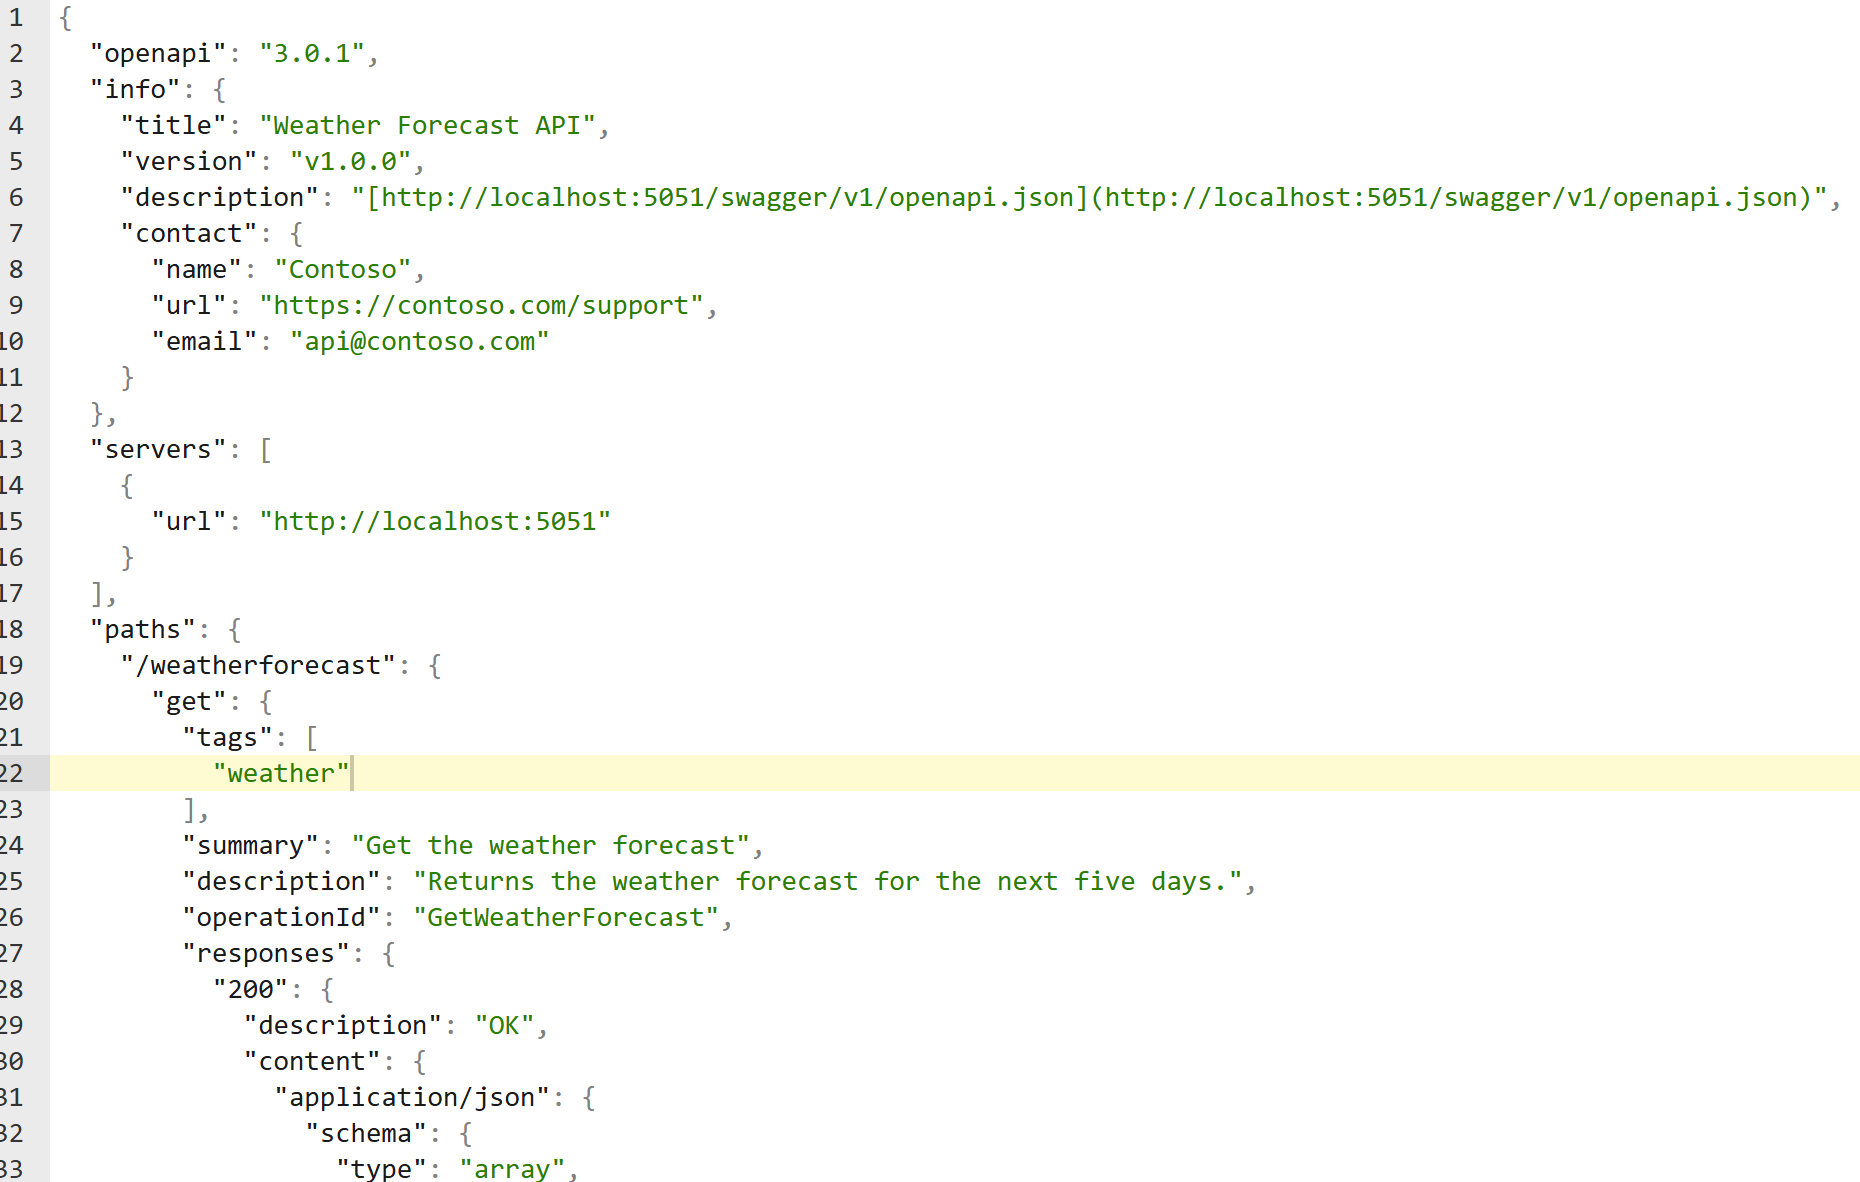 1 {
2   "openapi": "3.0.1",
3   "info": {
4     "title": "Weather Forecast API",
5     "version": "v1.0.0",
6     "description": "[http://localhost:5051/swagger/v1/openapi.json](http://localhost:5051/swagger/v1/openapi.json)",
7     "contact": {
8       "name": "Contoso",
9       "url": "https://contoso.com/support",
10       "email": "api@contoso.com"
11     }
12   },
13   "servers": [
14     {
15       "url": "http://localhost:5051"
16     }
17   ],
18   "paths": {
19     "/weatherforecast": {
20       "get": {
21         "tags": [
22           "weather"
23         ],
24         "summary": "Get the weather forecast",
25         "description": "Returns the weather forecast for the next five days.",
26         "operationId": "GetWeatherForecast",
27         "responses": {
28           "200": {
29             "description": "OK",
30             "content": {
31               "application/json": {
32                 "schema": {
33                   "type": "array",